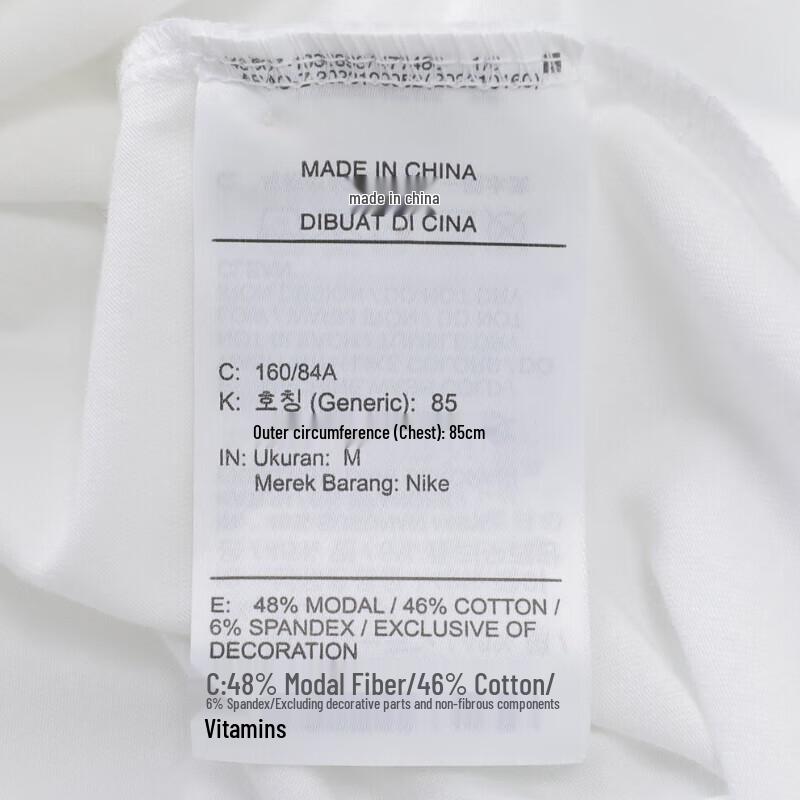 MADE IN CHINA
made in china
DIBUAT DI CINA
C: 160/84A
K: 호칭 (Generic): 85
Outer circumference (Chest): 85cm
IN: Ukuran: M
Merek Barang: Nike
E: 48% MODAL / 46% COTTON /
6% SPANDEX / EXCLUSIVE OF
DECORATION
C:48% Modal Fiber/46% Cotton/
6% Spandex/Excluding decorative parts and non-fibrous components
Vitamins